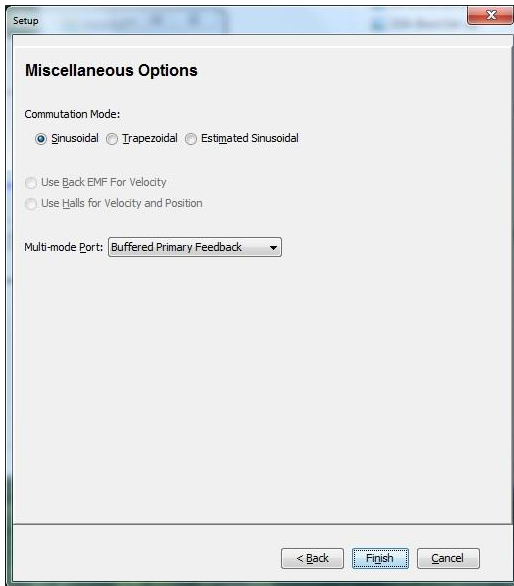 Setup
Miscellaneous Options
Commutation Mode:
Sinusoidal Trapezoidal Estimated Sinusoidal
Use Back EMF For Velocity
Use Halls for Velocity and Position
Multi-mode Port: Buffered Primary Feedback
< Back Finish Cancel